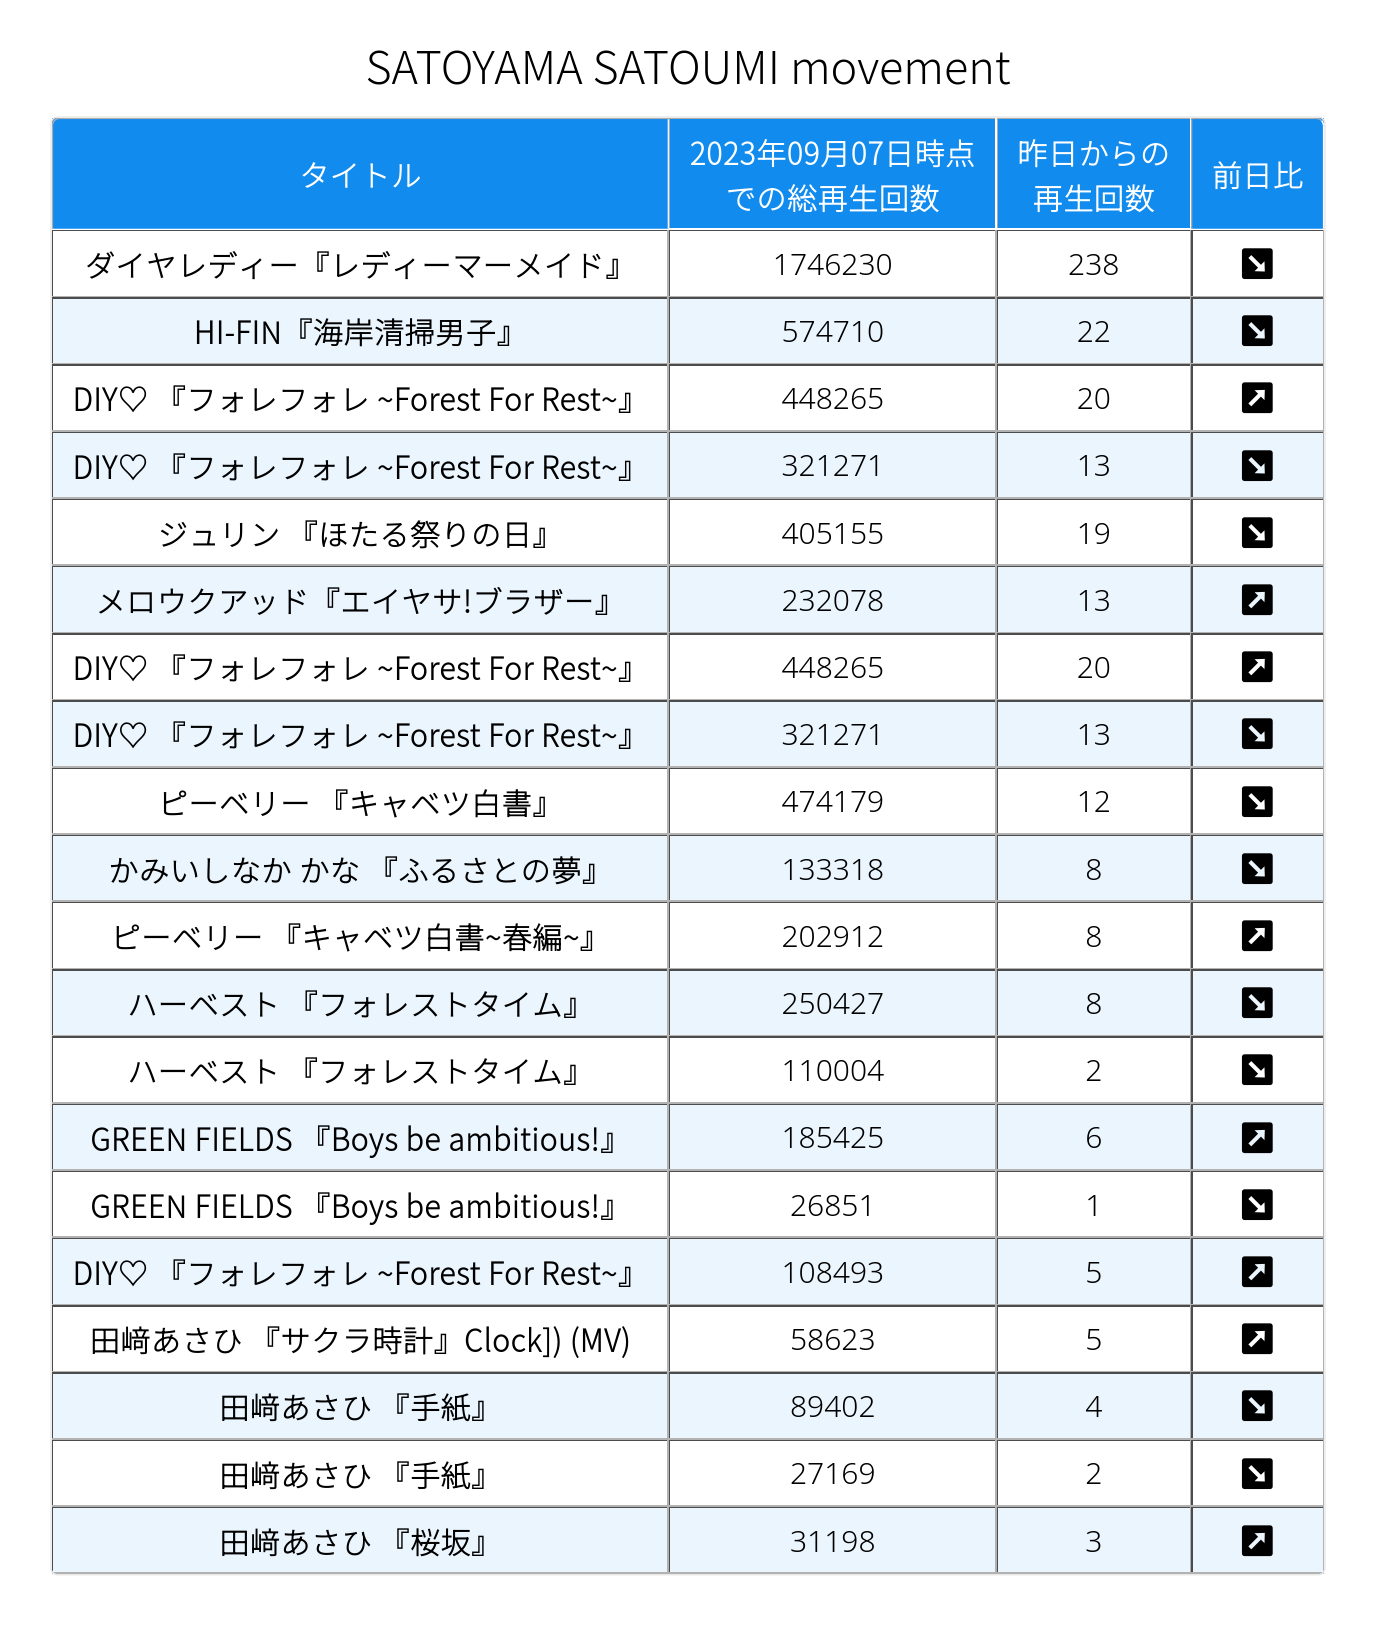 SATOYAMA SATOUMI movement
タイトル 2023年09月07日時点での総再生回数 昨日からの再生回数 前日比
ダイヤレディー『レディーマーメイド』 1746230 238 ↘
HI-FIN『海岸清掃男子』 574710 22 ↘
DIY♡ 『フォレフォレ ~Forest For Rest~』 448265 20 ↗
DIY♡ 『フォレフォレ ~Forest For Rest~』 321271 13 ↘
ジュリン 『ほたる祭りの日』 405155 19 ↘
メロウクアッド『エイヤサ!ブラザー』 232078 13 ↗
DIY♡ 『フォレフォレ ~Forest For Rest~』 448265 20 ↗
DIY♡ 『フォレフォレ ~Forest For Rest~』 321271 13 ↘
ピーベリー 『キャベツ白書』 474179 12 ↘
かみいしなか かな 『ふるさとの夢』 133318 8 ↘
ピーベリー 『キャベツ白書~春編~』 202912 8 ↗
ハーベスト 『フォレストタイム』 250427 8 ↘
ハーベスト 『フォレストタイム』 110004 2 ↘
GREEN FIELDS 『Boys be ambitious!』 185425 6 ↗
GREEN FIELDS 『Boys be ambitious!』 26851 1 ↘
DIY♡ 『フォレフォレ ~Forest For Rest~』 108493 5 ↗
田﨑あさひ 『サクラ時計』Clock]) (MV) 58623 5 ↗
田﨑あさひ 『手紙』 89402 4 ↘
田﨑あさひ 『手紙』 27169 2 ↘
田﨑あさひ 『桜坂』 31198 3 ↗